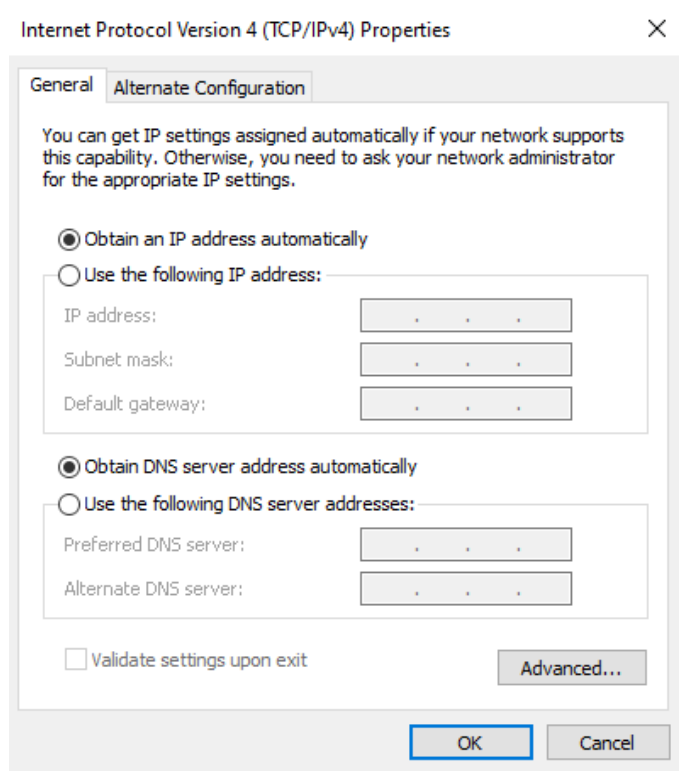 Internet Protocol Version 4 (TCP/IPv4) Properties
General
Alternate Configuration
You can get IP settings assigned automatically if your network supports
this capability. Otherwise, you need to ask your network administrator
for the appropriate IP settings.
Obtain an IP address automatically
Use the following IP address:
IP address:
. . .
Subnet mask:
. . .
Default gateway:
. . .
Obtain DNS server address automatically
Use the following DNS server addresses:
Preferred DNS server:
. . .
Alternate DNS server:
. . .
Validate settings upon exit
Advanced...
OK
Cancel